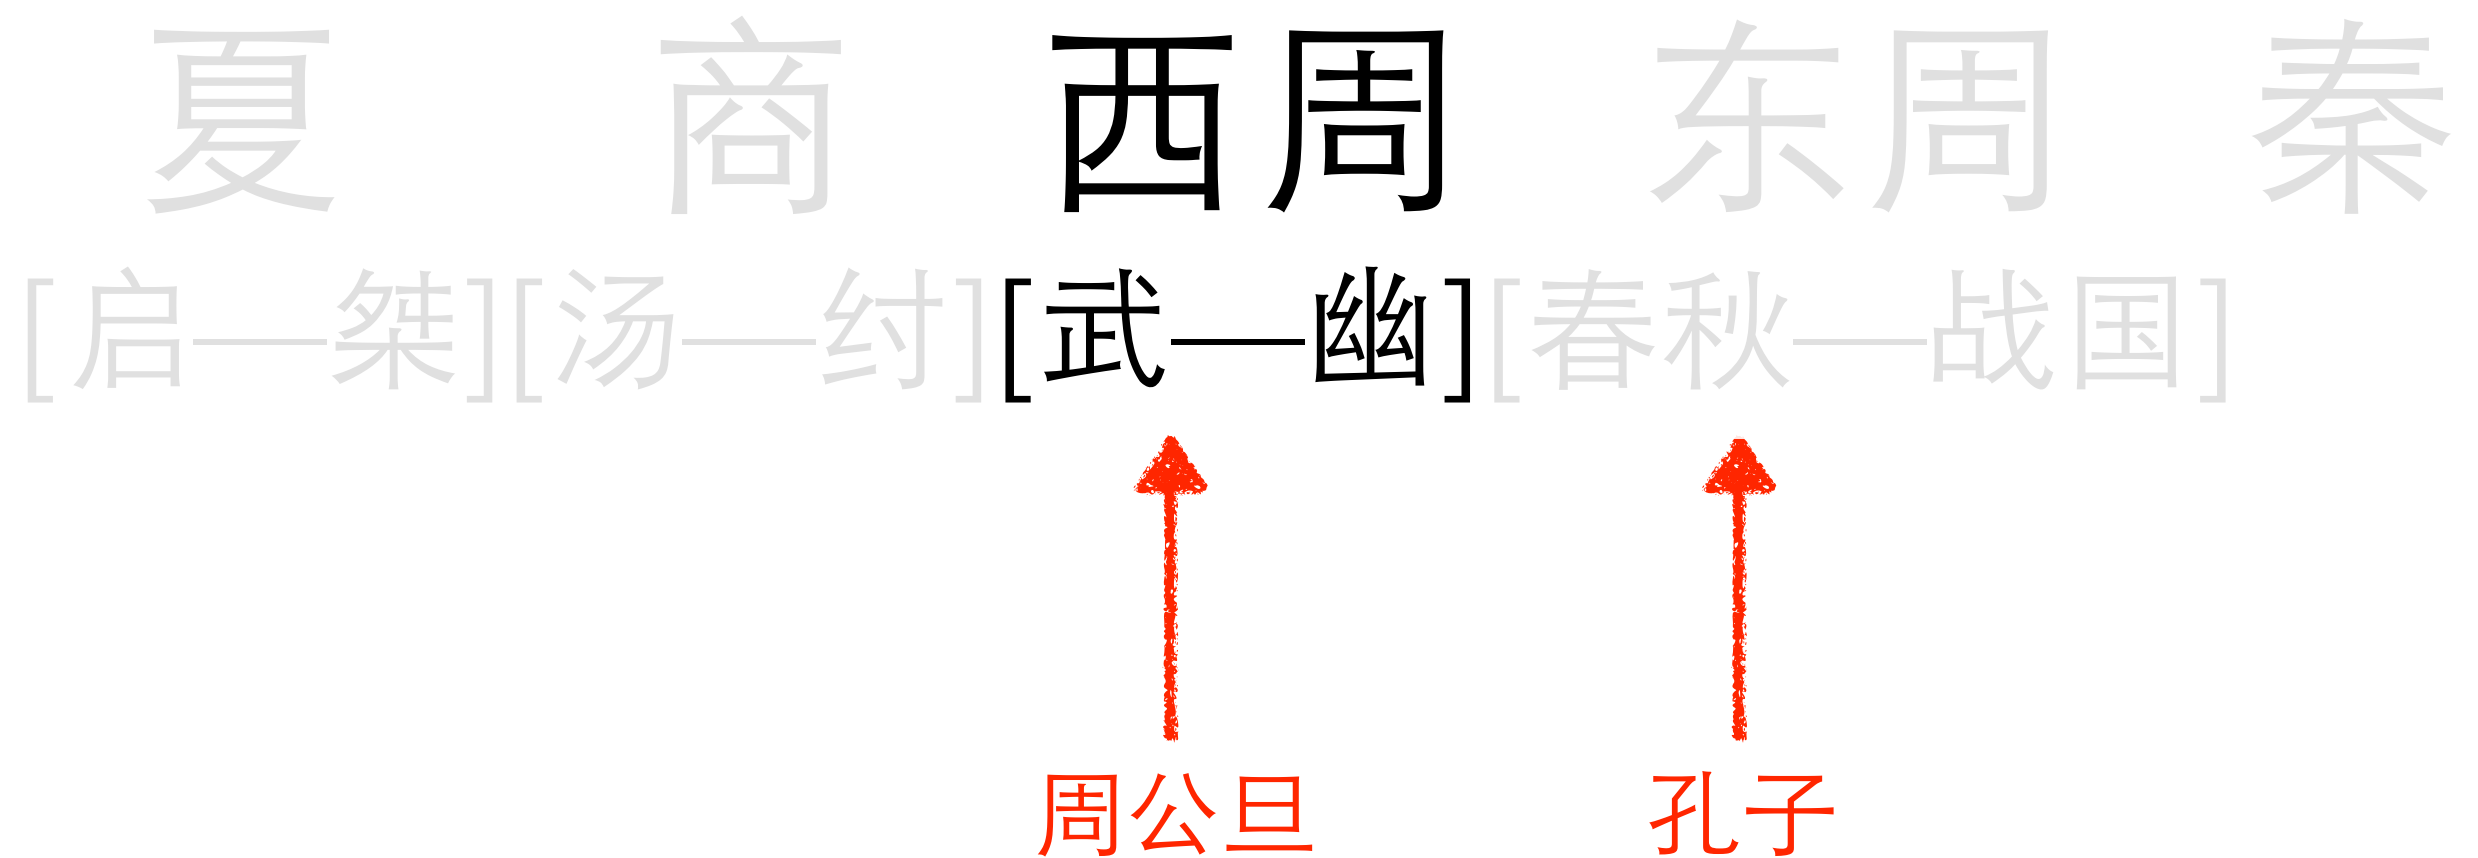 夏 商 西周 东周 秦
[启——桀][汤——纣][武——幽][春秋——战国]
周公旦 孔子